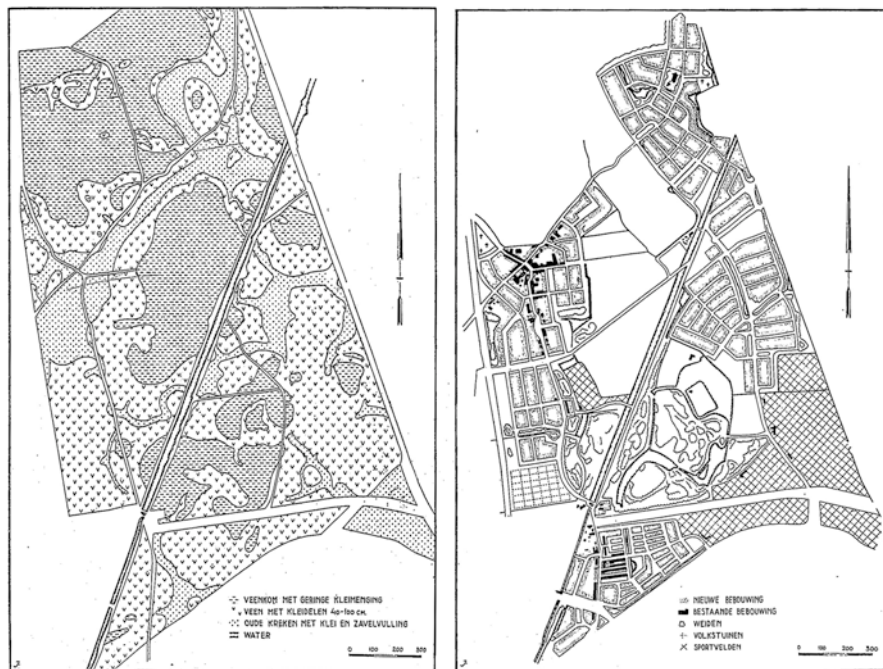 VEENKOM MET GERINGE KLEIMENGING
VEEN MET KLEIDELEN 40-100 CM.
OUDE KREKEN MET KLEI EN ZAVELVULLING
WATER
0 100 200 300
NIEUWE BEBOUWING
BESTAANDE BEBOUWING
WEIDEN
VOLKSTUINEN
SPORTVELDEN
0 100 200 300